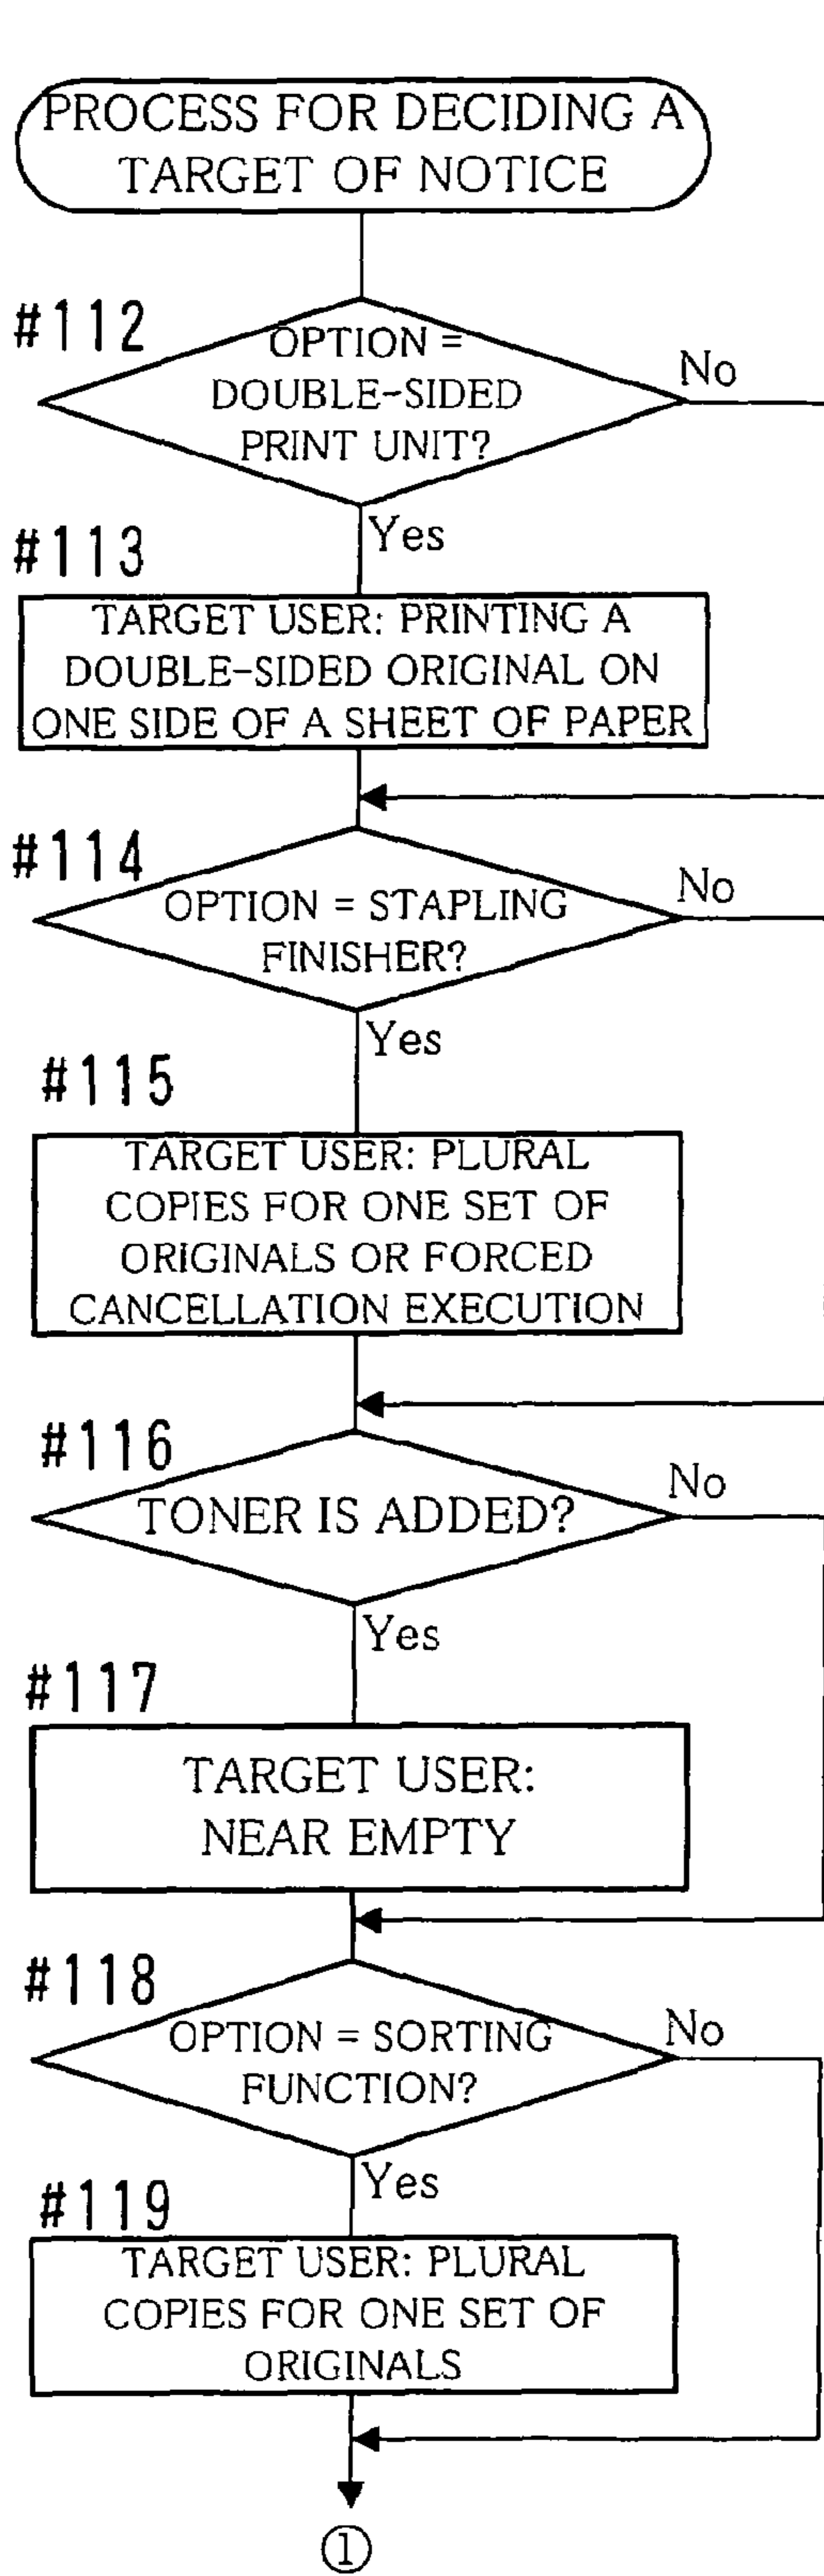 PROCESS FOR DECIDING A
TARGET OF NOTICE
#112
OPTION =
DOUBLE-SIDED
PRINT UNIT?
No
Yes
#113
TARGET USER: PRINTING A
DOUBLE-SIDED ORIGINAL ON
ONE SIDE OF A SHEET OF PAPER
#114
OPTION = STAPLING
FINISHER?
No
Yes
#115
TARGET USER: PLURAL
COPIES FOR ONE SET OF
ORIGINALS OR FORCED
CANCELLATION EXECUTION
#116
TONER IS ADDED?
No
Yes
#117
TARGET USER:
NEAR EMPTY
#118
OPTION = SORTING
FUNCTION?
No
Yes
#119
TARGET USER: PLURAL
COPIES FOR ONE SET OF
ORIGINALS
①